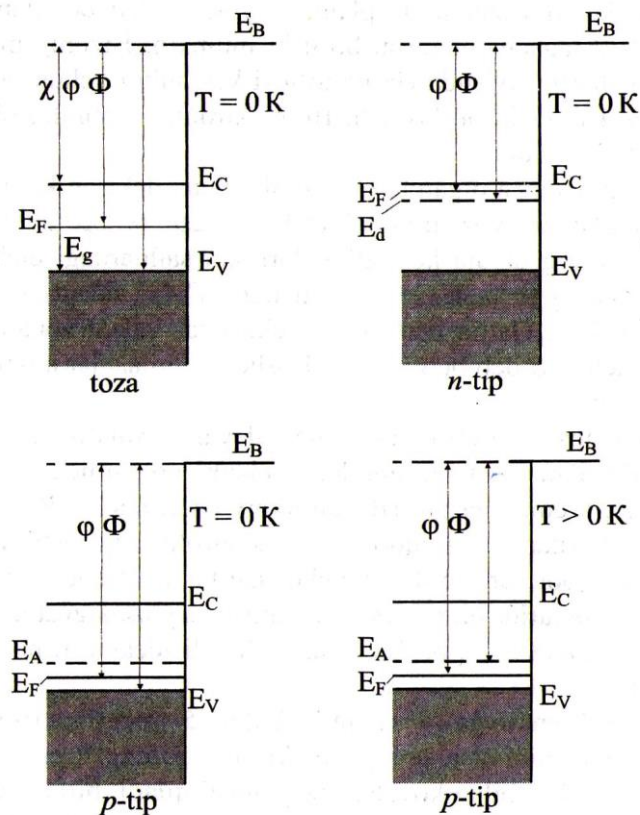 E_B
χ φ Φ
T = 0 K
E_C
E_F
E_g
E_V
toza
E_B
φ Φ
T = 0 K
E_C
E_F
E_d
E_V
n-tip
E_B
φ Φ
T = 0 K
E_C
E_A
E_F
E_V
p-tip
E_B
φ Φ
T > 0 K
E_C
E_A
E_F
E_V
p-tip